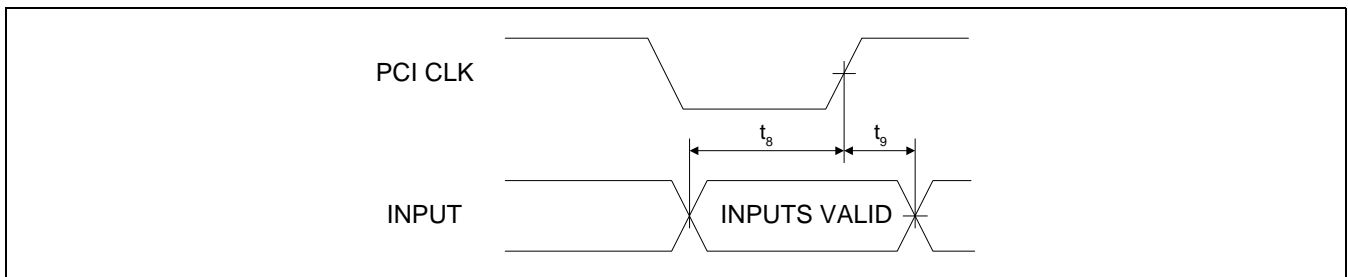 PCI CLK
t₈
t₉
INPUT
INPUTS VALID